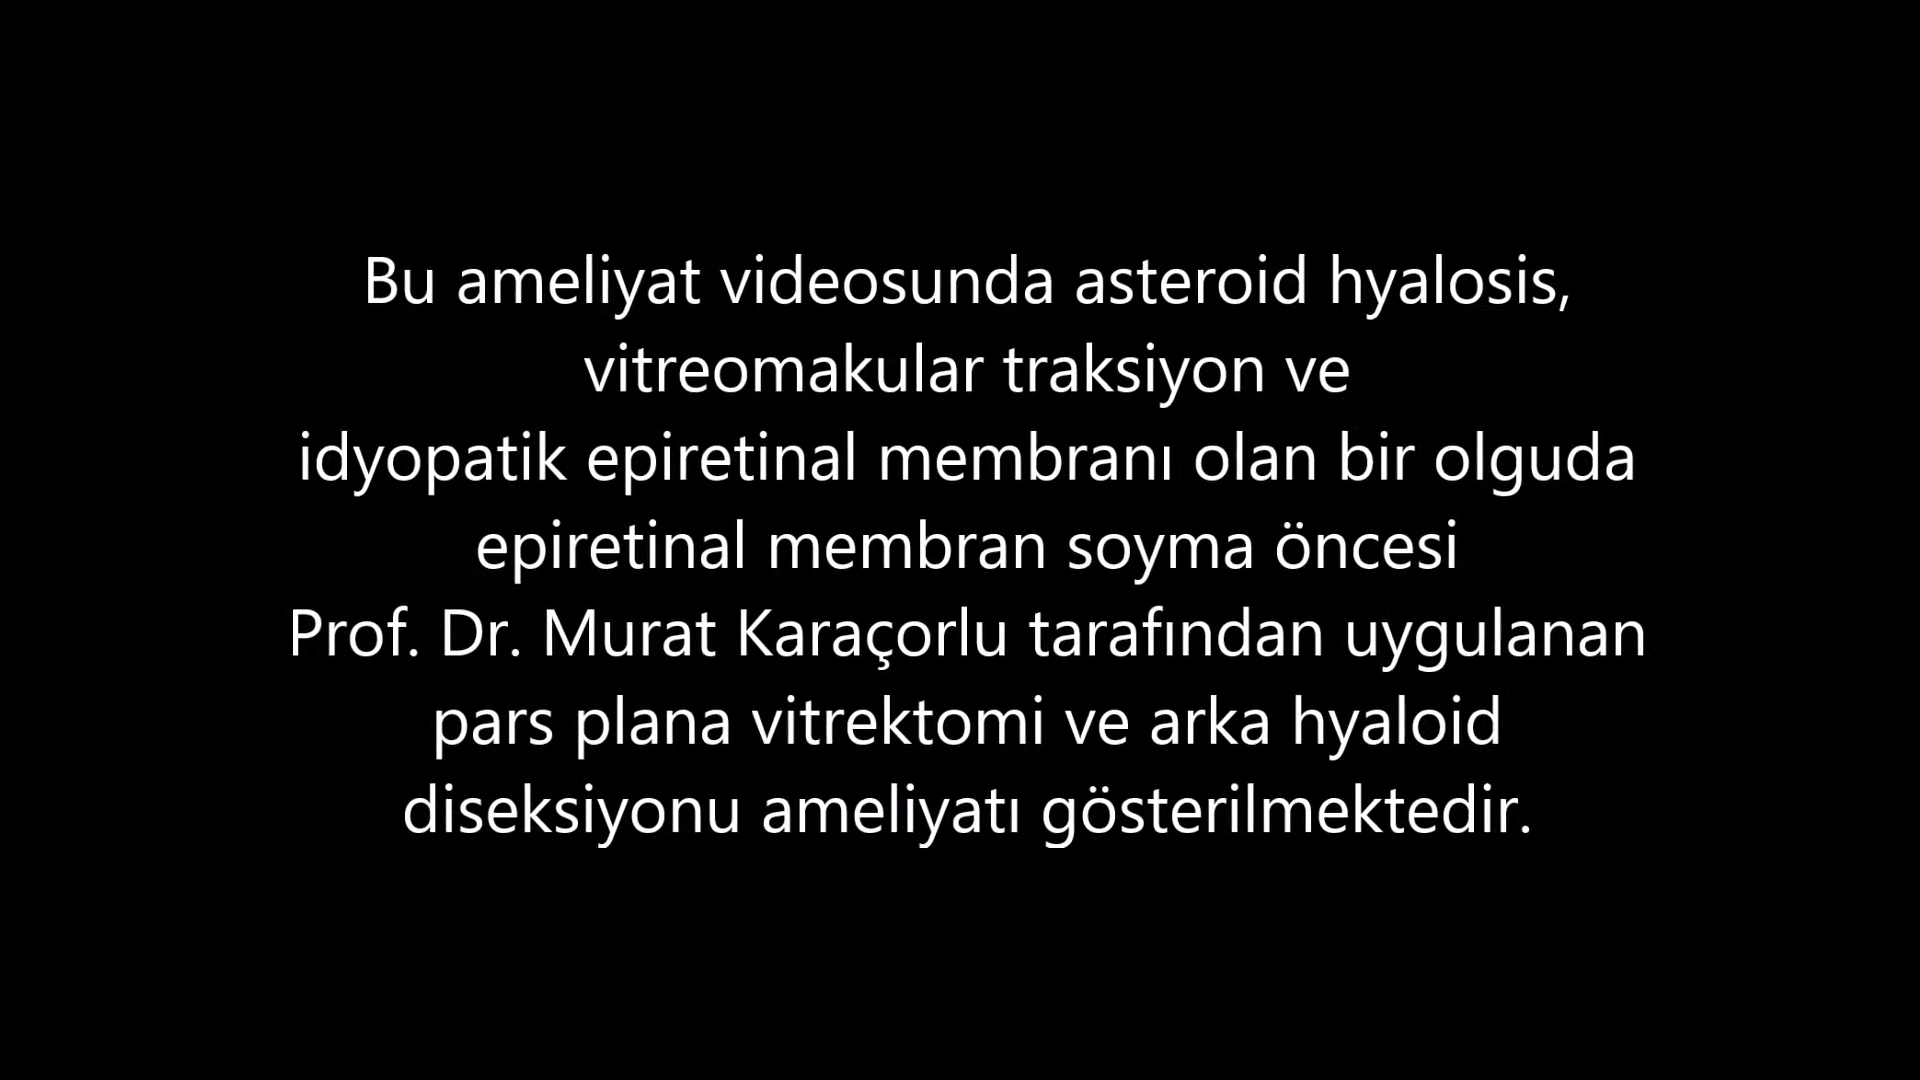 Bu ameliyat videosunda asteroid hyalosis,
vitreomakular traksiyon ve
idyopatik epiretinal membranı olan bir olguda
epiretinal membran soyma öncesi
Prof. Dr. Murat Karaçorlu tarafından uygulanan
pars plana vitrektomi ve arka hyaloid
diseksiyonu ameliyatı gösterilmektedir.